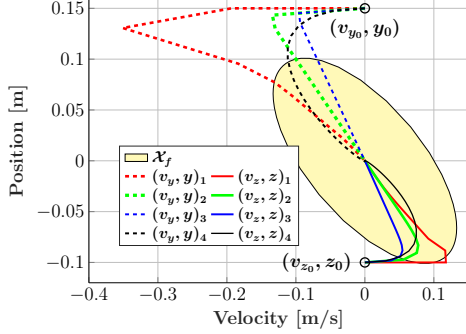 0.15
0.1
0.05
0
−0.05
−0.1
Position [m]
(v_{y_0}, y_0)
𝒳_f
(v_y, y)_1 (v_z, z)_1
(v_y, y)_2 (v_z, z)_2
(v_y, y)_3 (v_z, z)_3
(v_y, y)_4 (v_z, z)_4
(v_{z_0}, z_0)
−0.4 −0.3 −0.2 −0.1 0 0.1
Velocity [m/s]